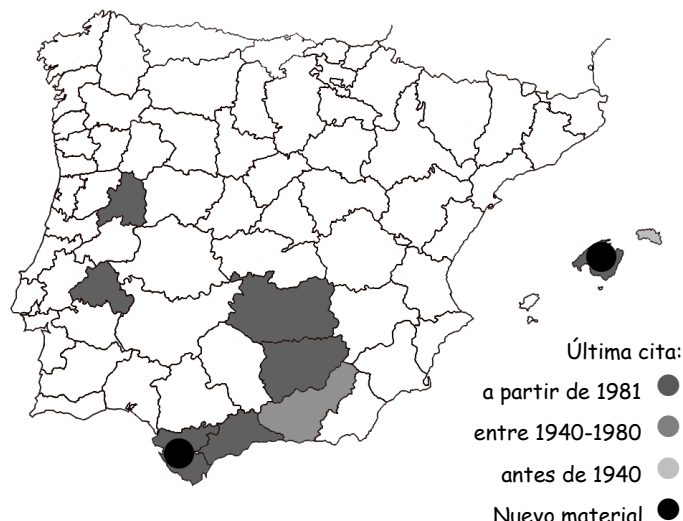 Última cita:
a partir de 1981
entre 1940-1980
antes de 1940
Nuevo material